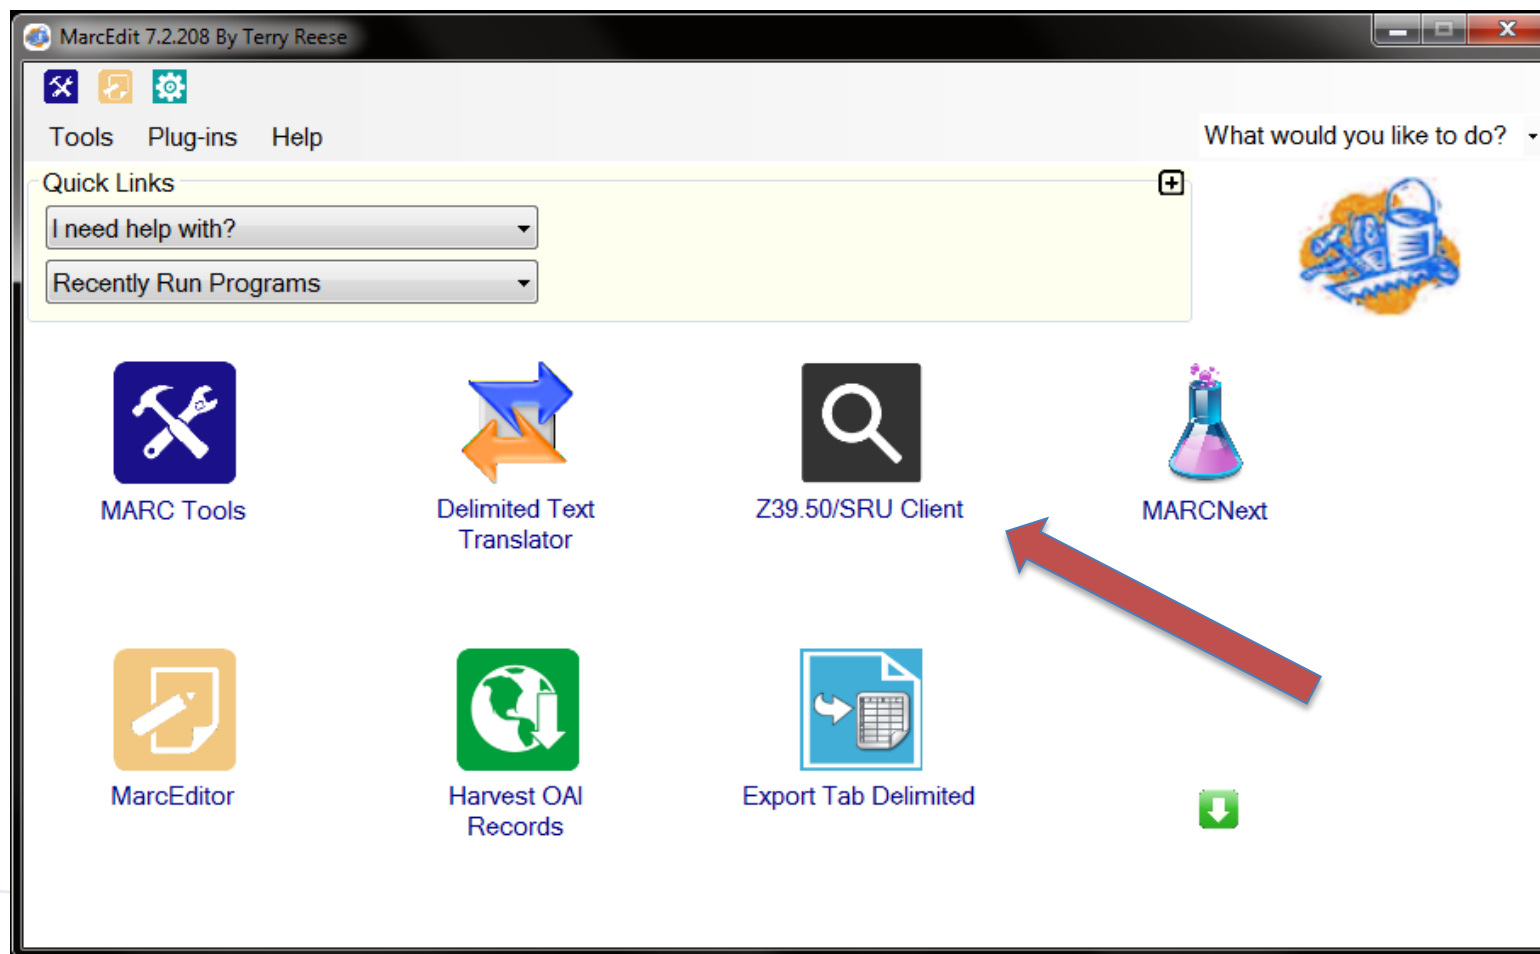 MarcEdit 7.2.208 By Terry Reese
Tools Plug-ins Help
What would you like to do?
Quick Links
I need help with?
Recently Run Programs
MARC Tools
Delimited Text
Translator
Z39.50/SRU Client
MARCNext
MarcEditor
Harvest OAI
Records
Export Tab Delimited